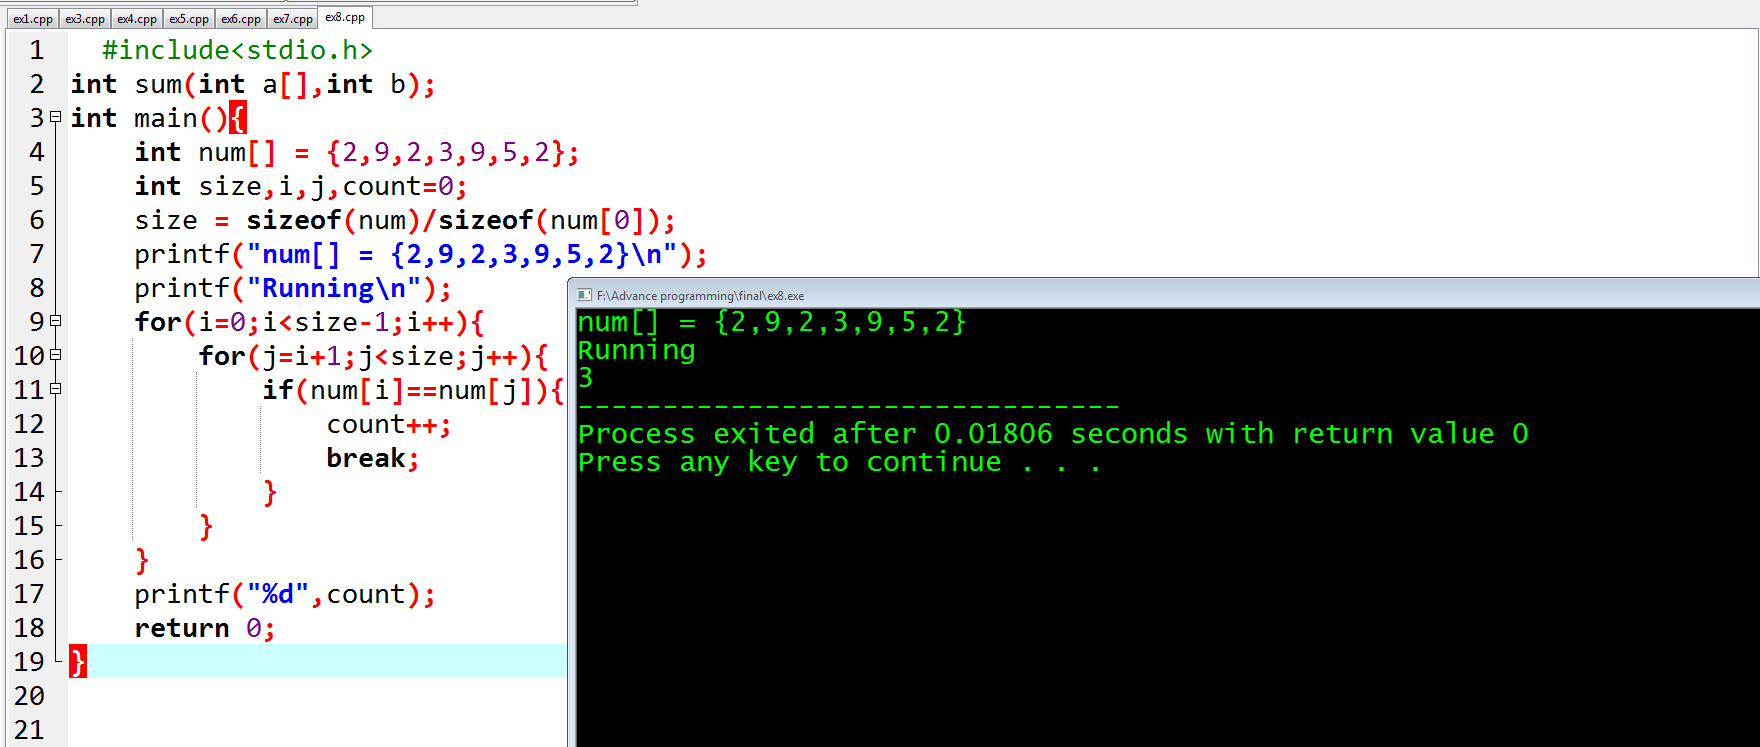 ex1.cpp ex3.cpp ex4.cpp ex5.cpp ex6.cpp ex7.cpp ex8.cpp
1 #include<stdio.h>
2 int sum(int a[],int b);
3 int main(){
4 int num[] = {2,9,2,3,9,5,2};
5 int size,i,j,count=0;
6 size = sizeof(num)/sizeof(num[0]);
7 printf("num[] = {2,9,2,3,9,5,2}\n");
8 printf("Running\n");
9 for(i=0;i<size-1;i++){
10 for(j=i+1;j<size;j++){
11 if(num[i]==num[j]){
12 count++;
13 break;
14 }
15 }
16 }
17 printf("%d",count);
18 return 0;
19 }
20
21
F:\Advance programming\final\ex8.exe
num[] = {2,9,2,3,9,5,2}
Running
3
--------------------------------
Process exited after 0.01806 seconds with return value 0
Press any key to continue . . .